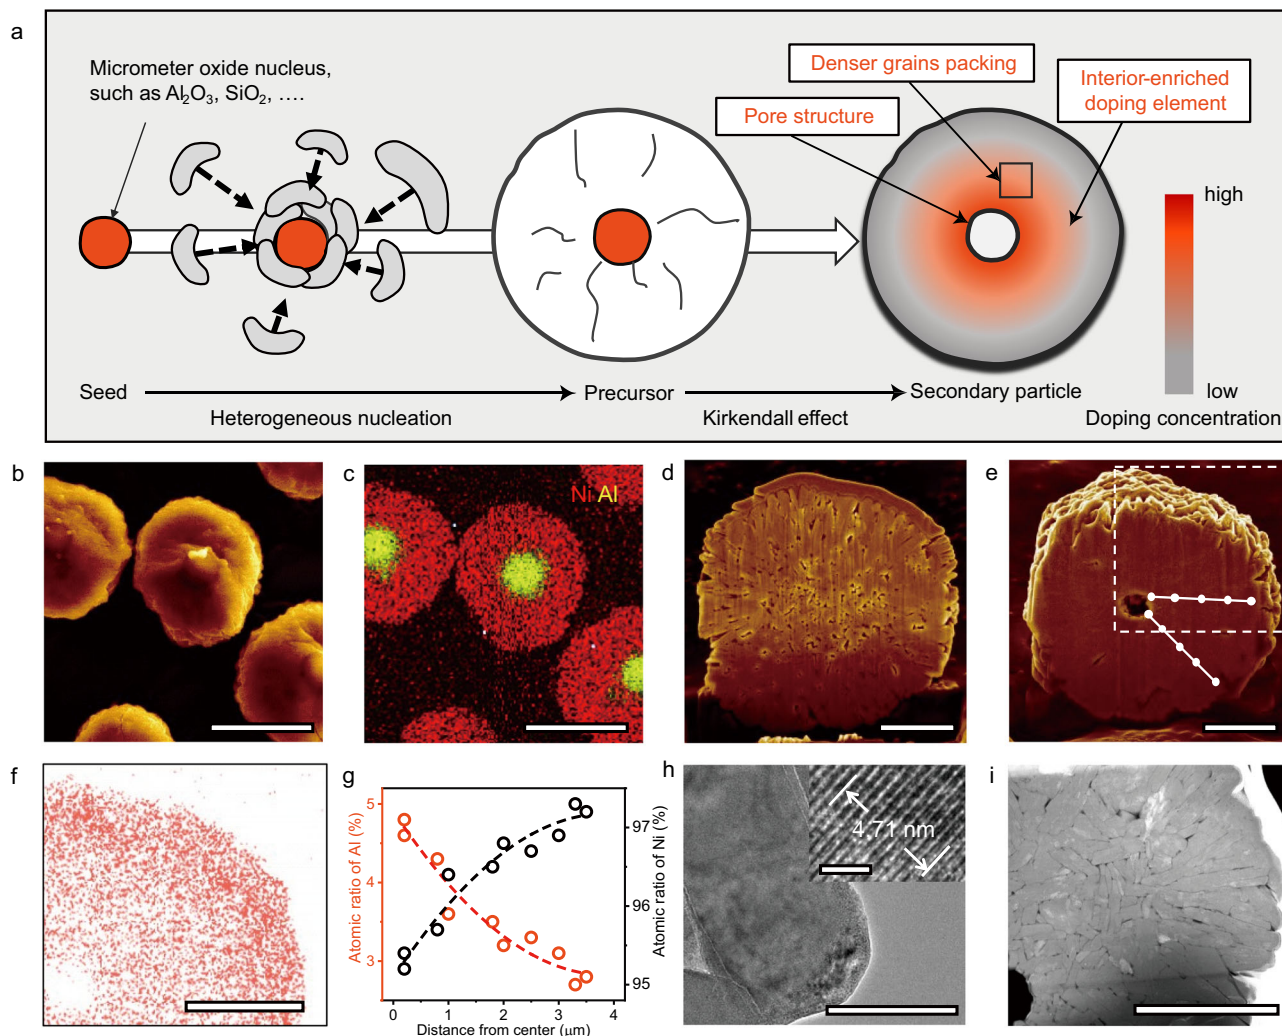 a
Micrometer oxide nucleus,
such as Al₂O₃, SiO₂, ….
Denser grains packing
Pore structure
Interior-enriched
doping element
high
low
Seed
Precursor
Secondary particle
Heterogeneous nucleation
Kirkendall effect
Doping concentration
b
c
Ni Al
d
e
f
g
Atomic ratio of Al (%)
5
4
3
0
1
2
3
4
Distance from center (μm)
97
96
95
Atomic ratio of Ni (%)
h
4.71 nm
i